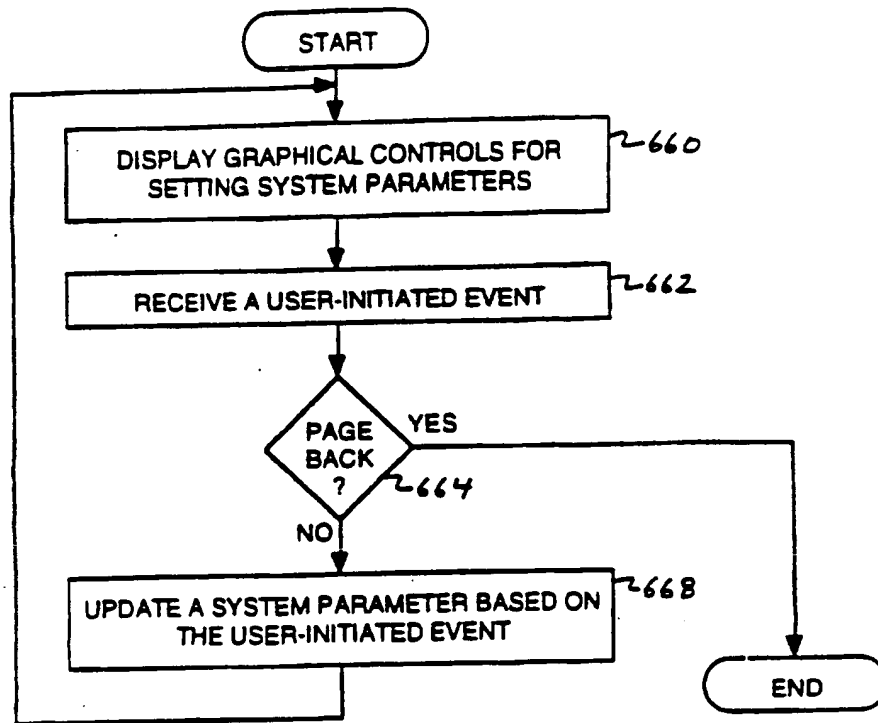 START
DISPLAY GRAPHICAL CONTROLS FOR
SETTING SYSTEM PARAMETERS
660
RECEIVE A USER-INITIATED EVENT
662
PAGE
BACK
?
YES
664
NO
UPDATE A SYSTEM PARAMETER BASED ON
THE USER-INITIATED EVENT
668
END